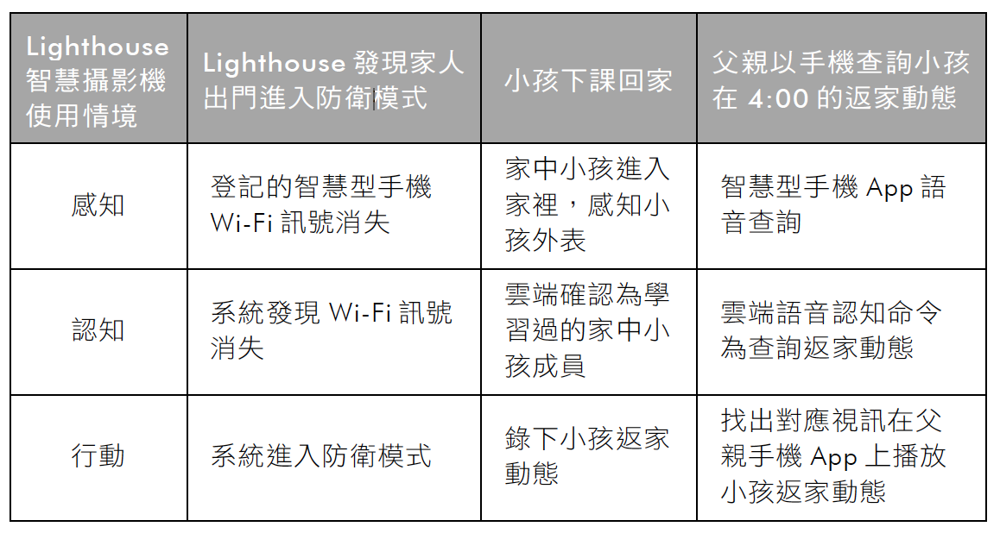 Lighthouse
智慧攝影機
使用情境
Lighthouse 發現家人
出門進入防衛模式
小孩下課回家
父親以手機查詢小孩
在 4:00 的返家動態
感知
登記的智慧型手機
Wi-Fi 訊號消失
家中小孩進入
家裡，感知小
孩外表
智慧型手機 App 語
音查詢
認知
系統發現 Wi-Fi 訊號
消失
雲端確認為學
習過的家中小
孩成員
雲端語音認知命令
為查詢返家動態
行動
系統進入防衛模式
錄下小孩返家
動態
找出對應視訊在父
親手機 App 上播放
小孩返家動態